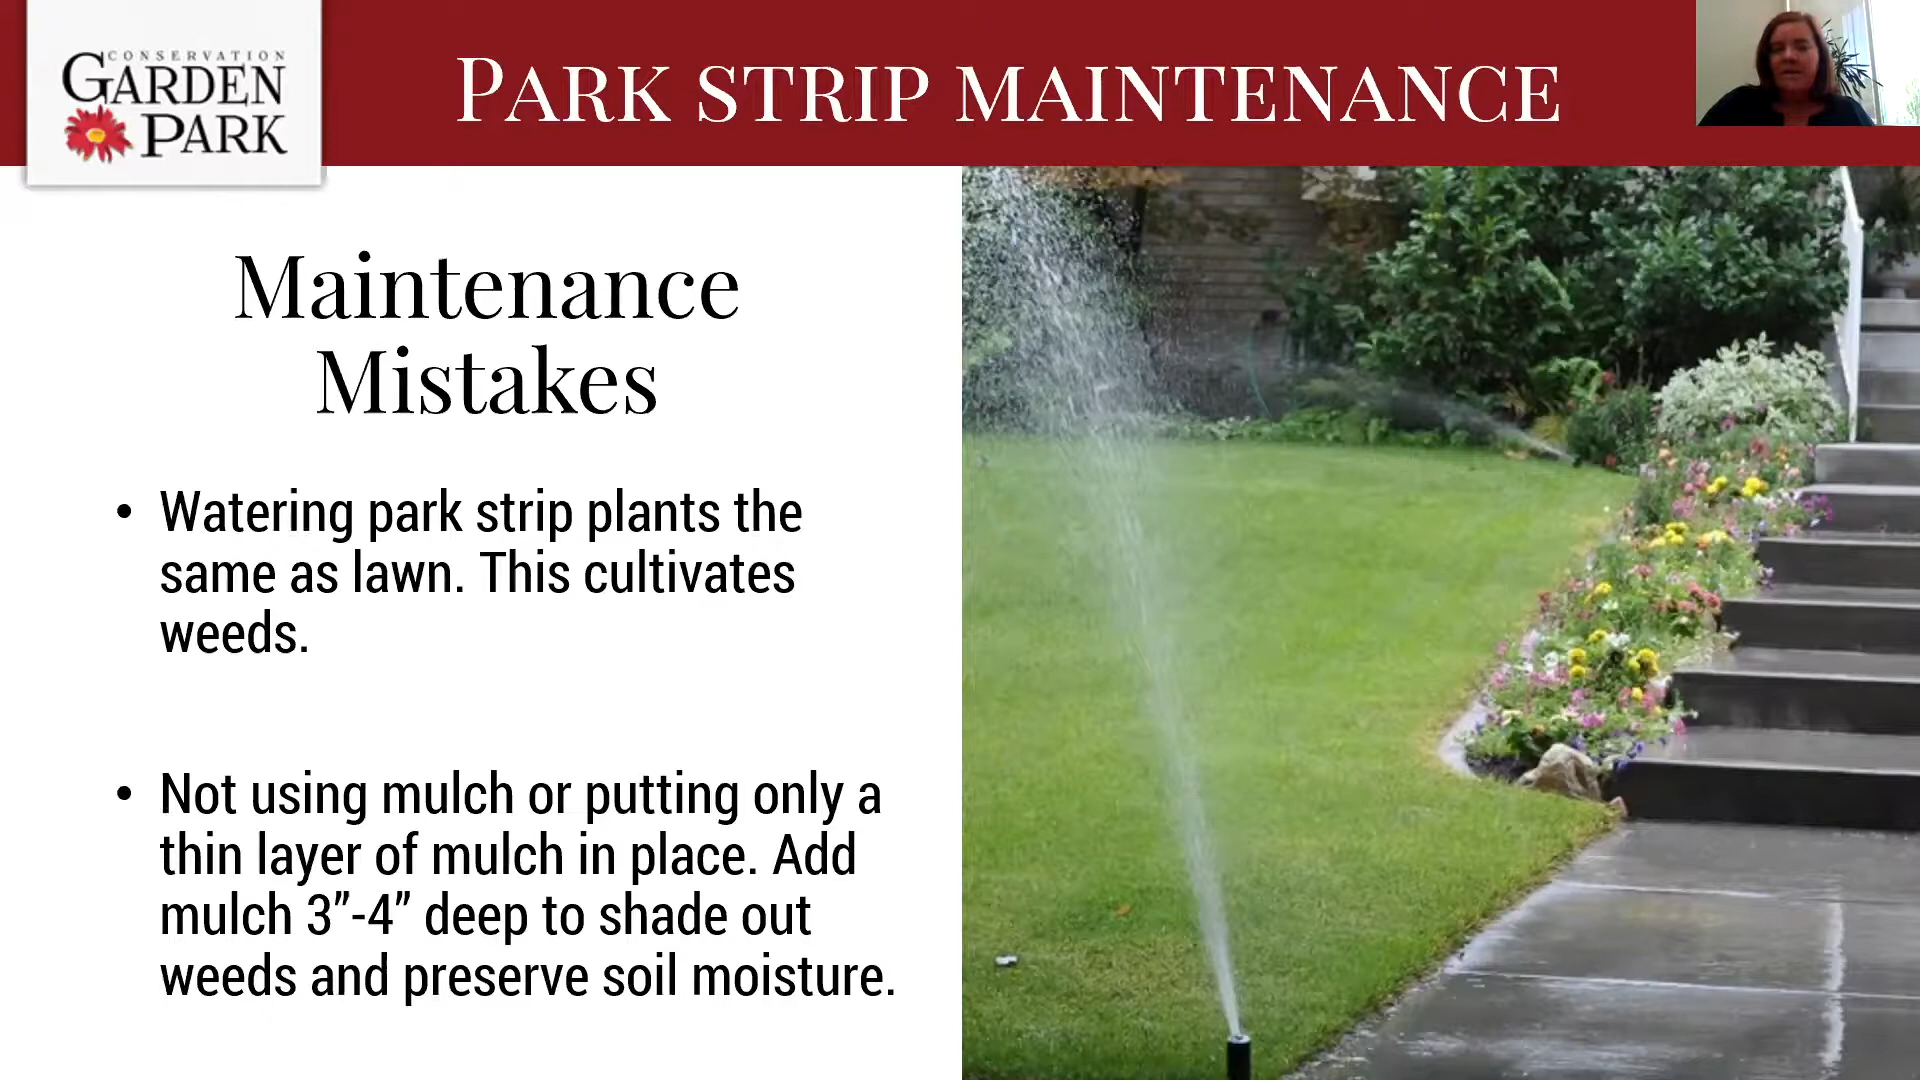 CONSERVATION
GARDEN
PARK
PARK STRIP MAINTENANCE
Maintenance
Mistakes
• Watering park strip plants the
same as lawn. This cultivates
weeds.
• Not using mulch or putting only a
thin layer of mulch in place. Add
mulch 3”-4” deep to shade out
weeds and preserve soil moisture.